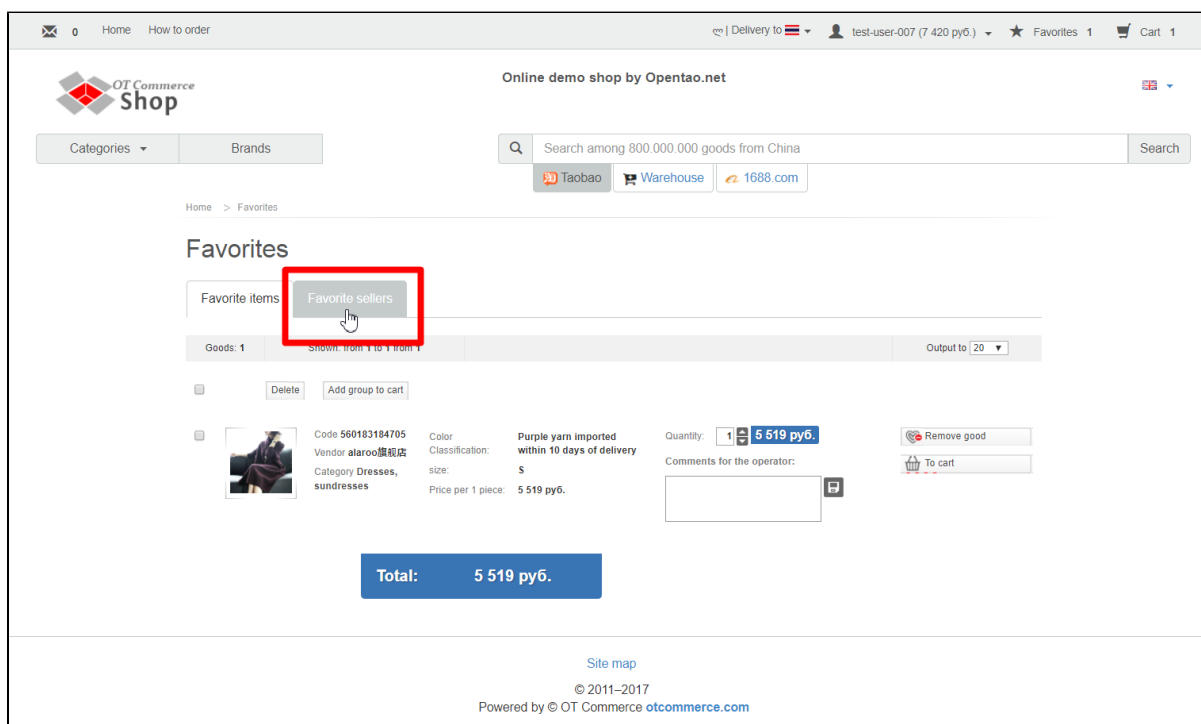 0 Home How to order ლ | Delivery to test-user-007 (7 420 руб.) Favorites 1 Cart 1
OT Commerce
Shop
Online demo shop by Opentao.net
Categories Brands Search among 800.000.000 goods from China Search
Taobao Warehouse 1688.com
Home > Favorites
Favorites
Favorite items Favorite sellers
Goods: 1 Shown: from 1 to 1 from 1 Output to 20
Delete Add group to cart
Code 560183184705
Vendor alaroo旗舰店
Category Dresses,
sundresses
Color
Classification:
Purple yarn imported
within 10 days of delivery
size: S
Price per 1 piece: 5 519 руб.
Quantity: 1 5 519 руб.
Comments for the operator:
Remove good
To cart
Total: 5 519 руб.
Site map
© 2011–2017
Powered by © OT Commerce otcommerce.com